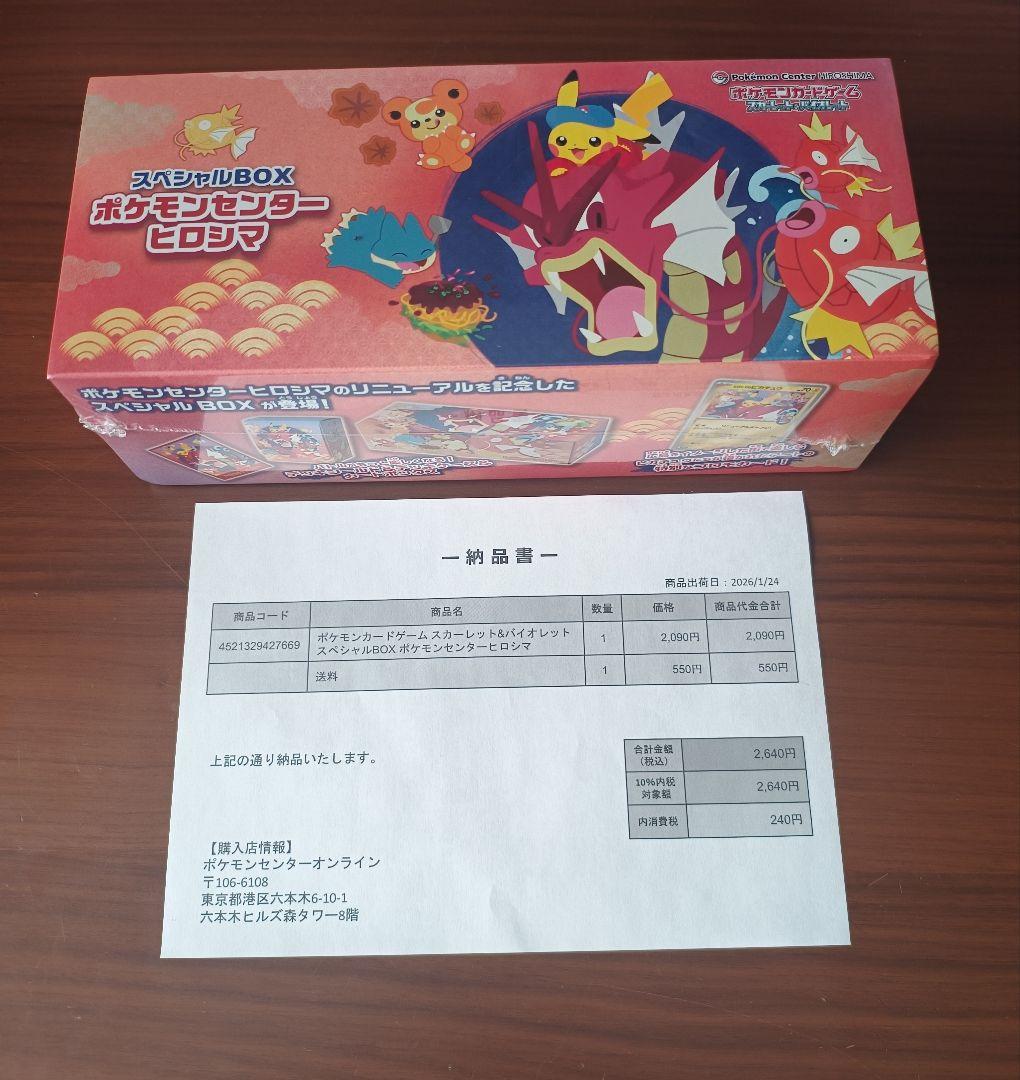 Pokémon Center HIROSHIMA
ポケモンカードゲーム
スカーレット&バイオレット
スペシャルBOX
ポケモンセンター
ヒロシマ
ポケモンセンターヒロシマのリニューアルを記念した
スペシャルBOXが登場!
ー納品書ー
商品出荷日:2026/1/24
商品コード 商品名 数量 価格 商品代金合計
4521329427669 ポケモンカードゲーム スカーレット&バイオレット 1 2,090円 2,090円
スペシャルBOX ポケモンセンターヒロシマ
送料 1 550円 550円
上記の通り納品いたします。
合計金額
(税込) 2,640円
10%内税
対象額 2,640円
内消費税 240円
【購入店情報】
ポケモンセンターオンライン
〒106-6108
東京都港区六本木6-10-1
六本木ヒルズ森タワー8階